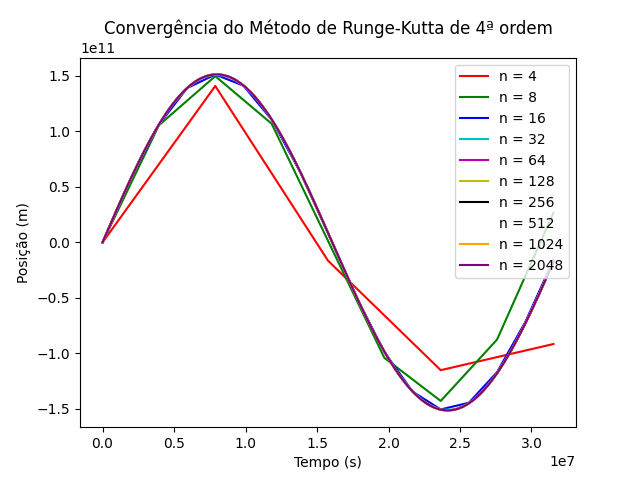 Convergência do Método de Runge-Kutta de 4ª ordem
1e11
1.5
1.0
0.5
0.0
−0.5
−1.0
−1.5
Posição (m)
n = 4
n = 8
n = 16
n = 32
n = 64
n = 128
n = 256
n = 512
n = 1024
n = 2048
0.0
0.5
1.0
1.5
2.0
2.5
3.0
1e7
Tempo (s)